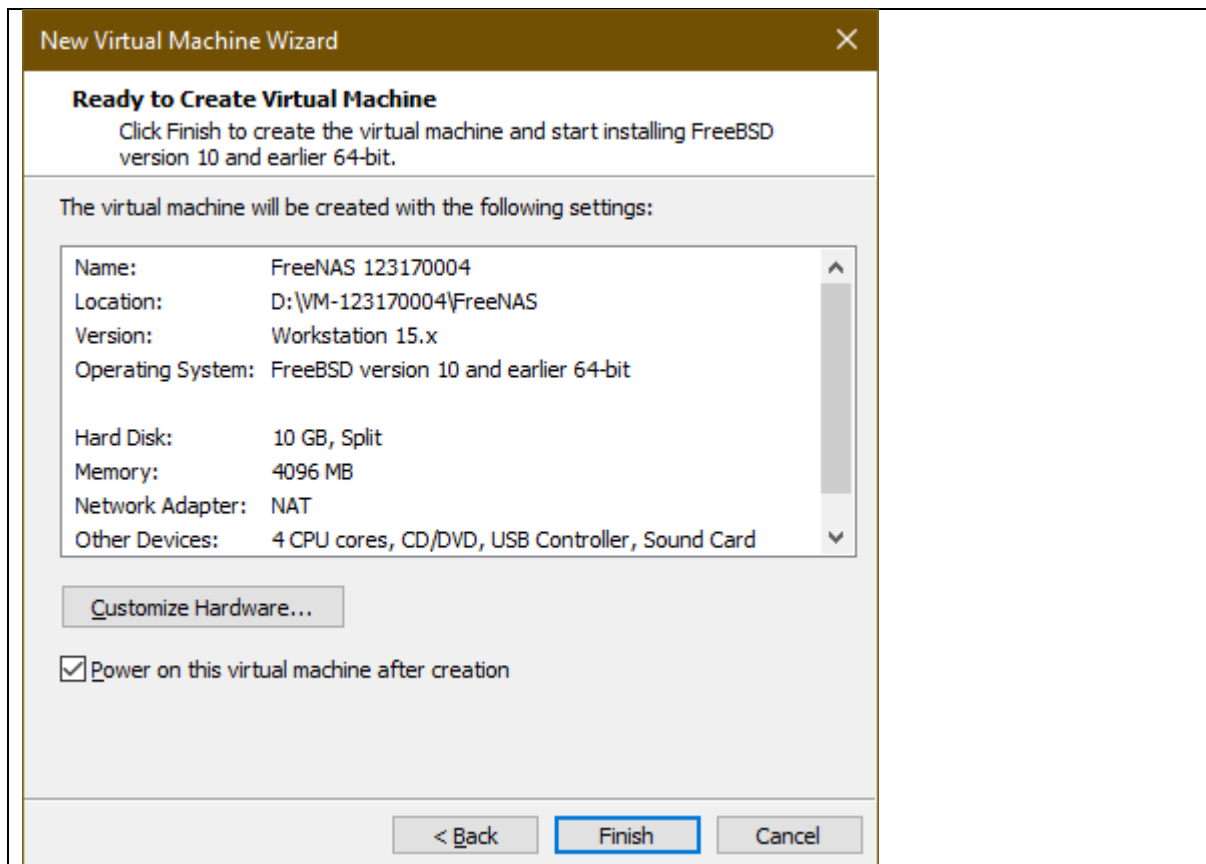 New Virtual Machine Wizard
Ready to Create Virtual Machine
Click Finish to create the virtual machine and start installing FreeBSD
version 10 and earlier 64-bit.
The virtual machine will be created with the following settings:
Name: FreeNAS 123170004
Location: D:\VM-123170004\FreeNAS
Version: Workstation 15.x
Operating System: FreeBSD version 10 and earlier 64-bit
Hard Disk: 10 GB, Split
Memory: 4096 MB
Network Adapter: NAT
Other Devices: 4 CPU cores, CD/DVD, USB Controller, Sound Card
Customize Hardware...
Power on this virtual machine after creation
< Back Finish Cancel